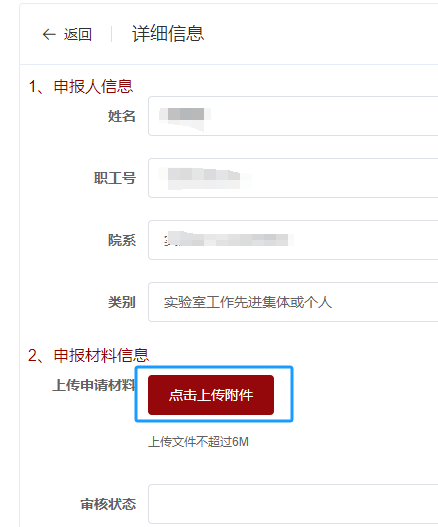 返回
详细信息
1、申报人信息
姓名
职工号
院系
类别
实验室工作先进集体或个人
2、申报材料信息
上传申请材料
点击上传附件
上传文件不超过6M
审核状态